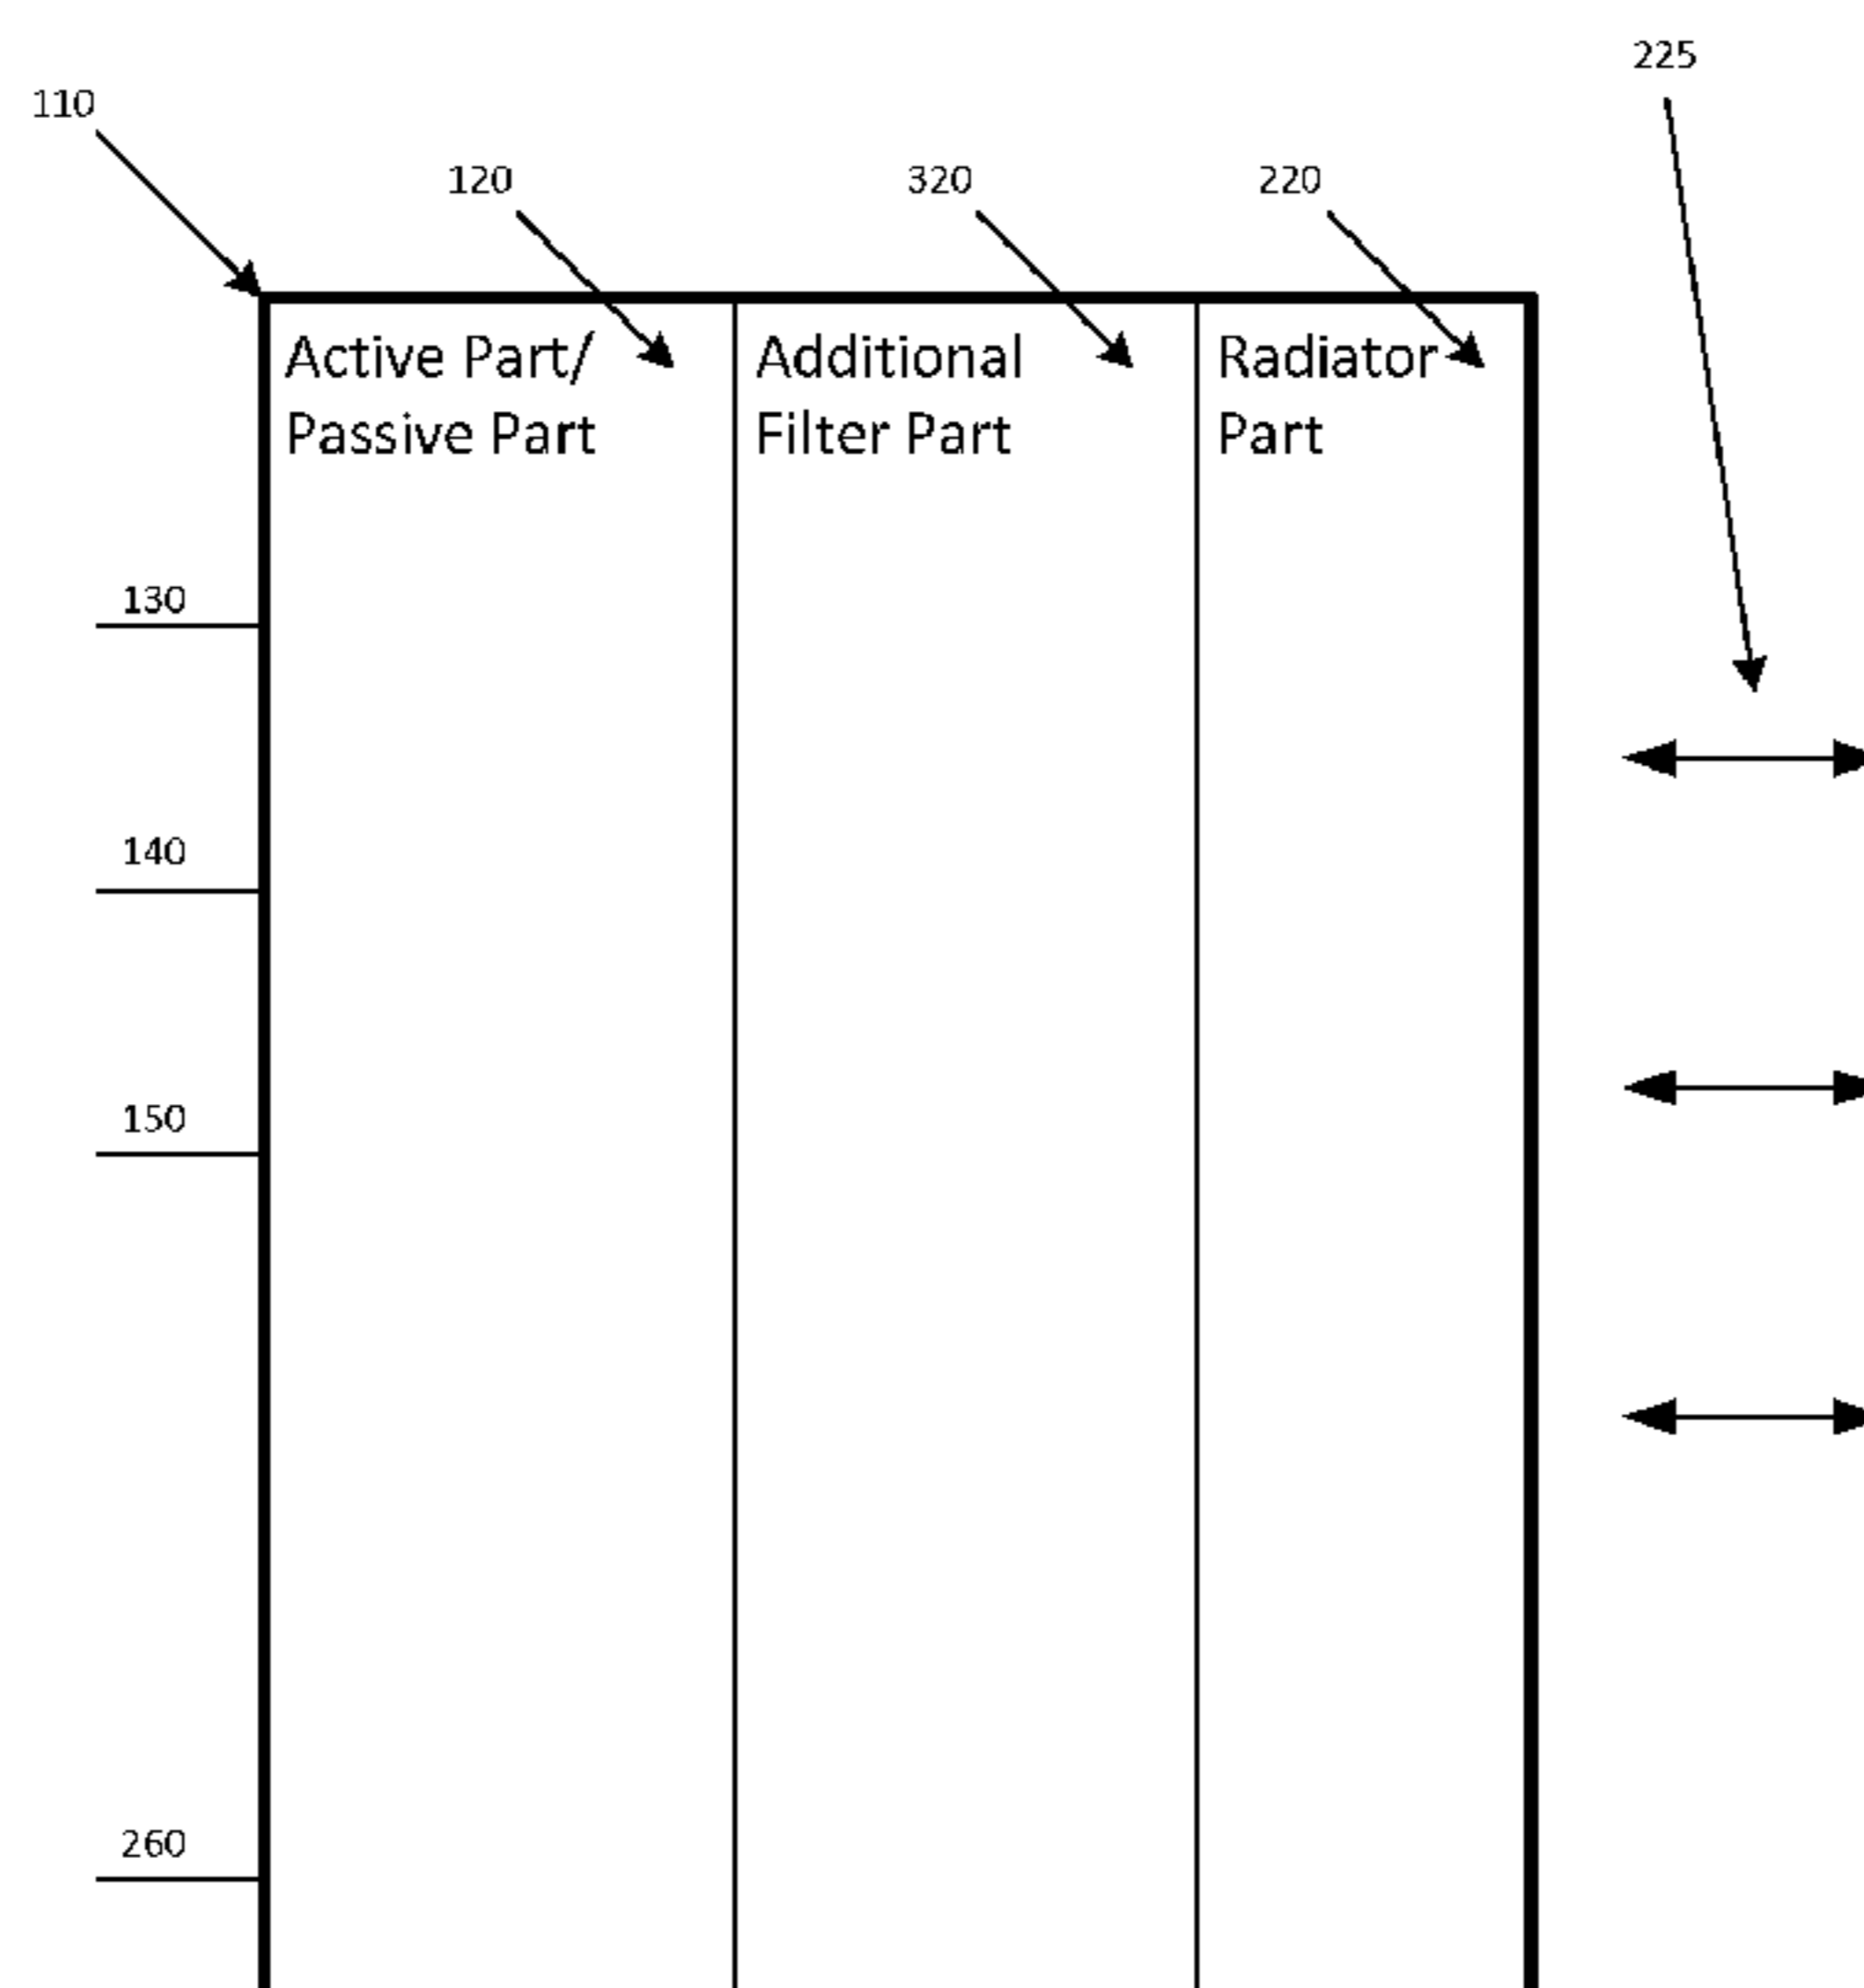 225
110
120
320
220
Active Part/
Passive Part
Additional
Filter Part
Radiator
Part
130
140
150
260